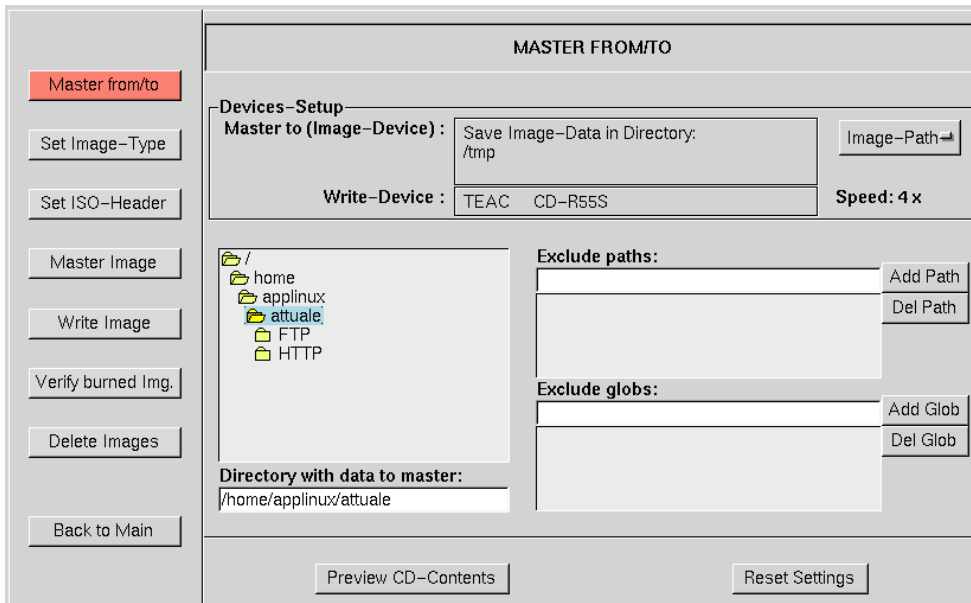 MASTER FROM/TO
Master from/to
Set Image-Type
Set ISO-Header
Master Image
Write Image
Verify burned Img.
Delete Images
Back to Main
Devices-Setup
Master to (Image-Device) :
Save Image-Data in Directory:
/tmp
Image-Path
Write-Device :
TEAC CD-R55S
Speed: 4 x
/
home
applinux
attuale
FTP
HTTP
Directory with data to master:
/home/applinux/attuale
Exclude paths:
Add Path
Del Path
Exclude globs:
Add Glob
Del Glob
Preview CD-Contents
Reset Settings